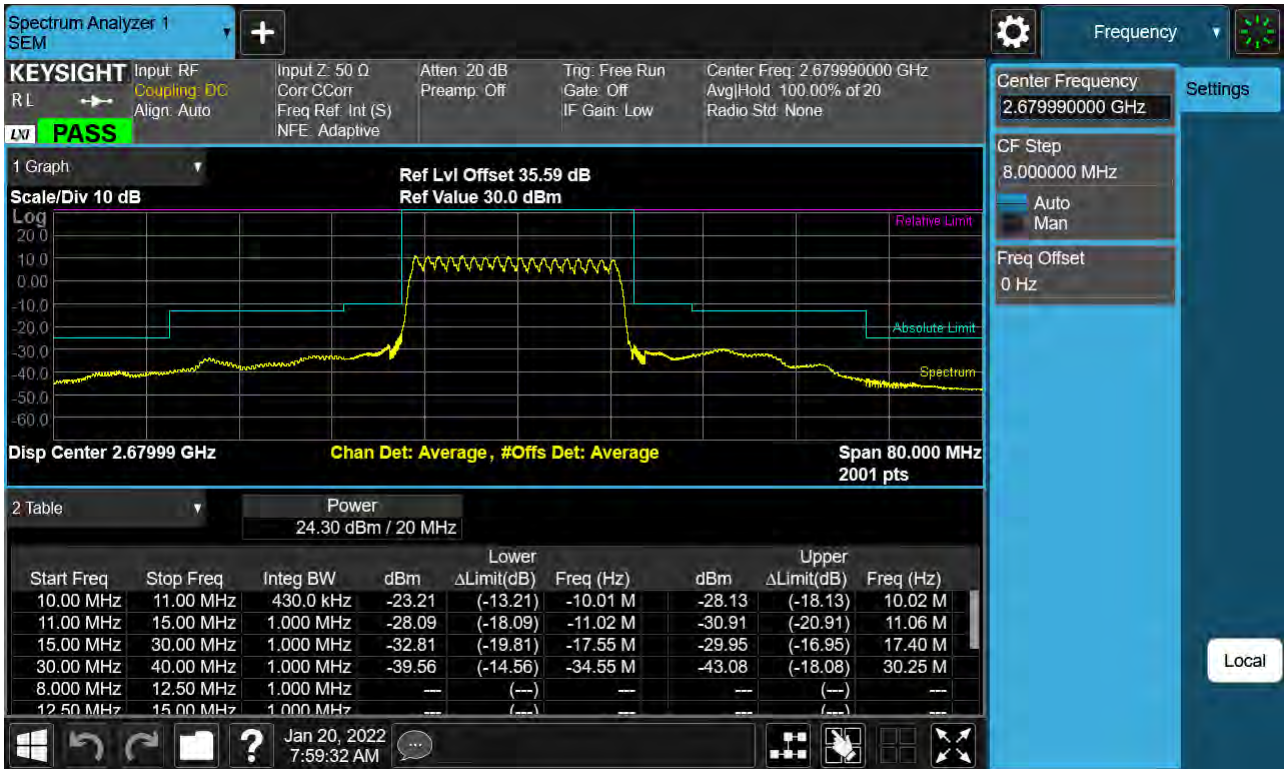 Spectrum Analyzer 1
SEM
Frequency
KEYSIGHT
R L
LXI
PASS
Input: RF
Coupling: DC
Align: Auto
Input Z: 50 Ω
Corr CCorr
Freq Ref: Int (S)
NFE: Adaptive
Atten: 20 dB
Preamp: Off
Trig: Free Run
Gate: Off
IF Gain: Low
Center Freq: 2.679990000 GHz
Avg|Hold: 100.00% of 20
Radio Std: None
Center Frequency
2.679990000 GHz
Settings
CF Step
8.000000 MHz
Auto
Man
Freq Offset
0 Hz
Local
1 Graph
Scale/Div 10 dB
Ref Lvl Offset 35.59 dB
Ref Value 30.0 dBm
Log
20.0
10.0
0.00
-10.0
-20.0
-30.0
-40.0
-50.0
-60.0
Relative Limit
Absolute Limit
Spectrum
Disp Center 2.67999 GHz
Chan Det: Average, #Offs Det: Average
Span 80.000 MHz
2001 pts
2 Table
Power
24.30 dBm / 20 MHz
Lower Upper
Start Freq Stop Freq Integ BW dBm ΔLimit(dB) Freq (Hz) dBm ΔLimit(dB) Freq (Hz)
10.00 MHz 11.00 MHz 430.0 kHz -23.21 (-13.21) -10.01 M -28.13 (-18.13) 10.02 M
11.00 MHz 15.00 MHz 1.000 MHz -28.09 (-18.09) -11.02 M -30.91 (-20.91) 11.06 M
15.00 MHz 30.00 MHz 1.000 MHz -32.81 (-19.81) -17.55 M -29.95 (-16.95) 17.40 M
30.00 MHz 40.00 MHz 1.000 MHz -39.56 (-14.56) -34.55 M -43.08 (-18.08) 30.25 M
8.000 MHz 12.50 MHz 1.000 MHz --- (---) --- --- (---) ---
12.50 MHz 15.00 MHz 1.000 MHz --- (---) --- --- (---) ---
Jan 20, 2022
7:59:32 AM